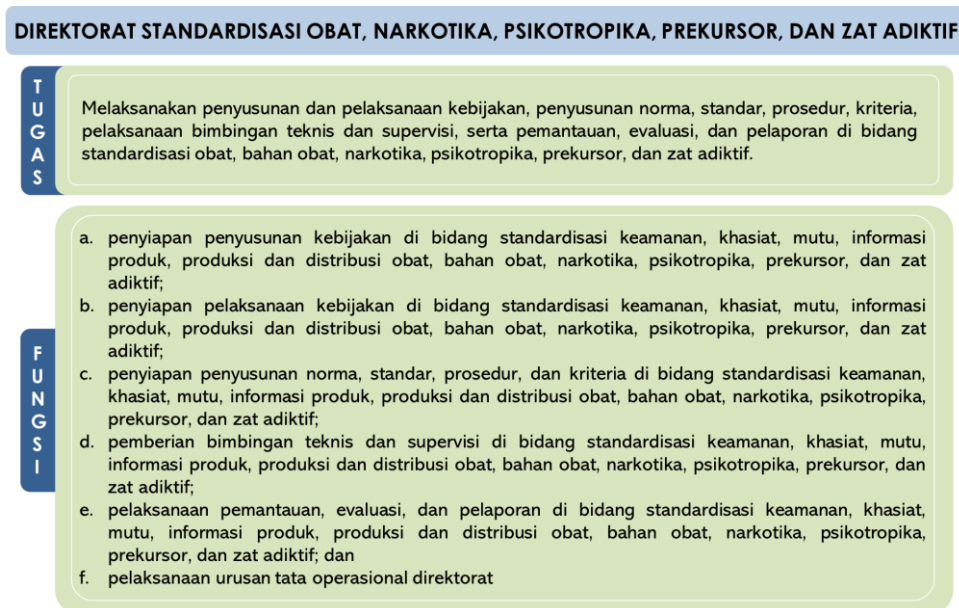 DIREKTORAT STANDARDISASI OBAT, NARKOTIKA, PSIKOTROPIKA, PREKURSOR, DAN ZAT ADIKTIF
TUGAS
Melaksanakan penyusunan dan pelaksanaan kebijakan, penyusunan norma, standar, prosedur, kriteria,
pelaksanaan bimbingan teknis dan supervisi, serta pemantauan, evaluasi, dan pelaporan di bidang
standardisasi obat, bahan obat, narkotika, psikotropika, prekursor, dan zat adiktif.
FUNGSI
a. penyiapan penyusunan kebijakan di bidang standardisasi keamanan, khasiat, mutu, informasi
produk, produksi dan distribusi obat, bahan obat, narkotika, psikotropika, prekursor, dan zat
adiktif;
b. penyiapan pelaksanaan kebijakan di bidang standardisasi keamanan, khasiat, mutu, informasi
produk, produksi dan distribusi obat, bahan obat, narkotika, psikotropika, prekursor, dan zat
adiktif;
c. penyiapan penyusunan norma, standar, prosedur, dan kriteria di bidang standardisasi keamanan,
khasiat, mutu, informasi produk, produksi dan distribusi obat, bahan obat, narkotika, psikotropika,
prekursor, dan zat adiktif;
d. pemberian bimbingan teknis dan supervisi di bidang standardisasi keamanan, khasiat, mutu,
informasi produk, produksi dan distribusi obat, bahan obat, narkotika, psikotropika, prekursor, dan
zat adiktif;
e. pelaksanaan pemantauan, evaluasi, dan pelaporan di bidang standardisasi keamanan, khasiat,
mutu, informasi produk, produksi dan distribusi obat, bahan obat, narkotika, psikotropika,
prekursor, dan zat adiktif; dan
f. pelaksanaan urusan tata operasional direktorat